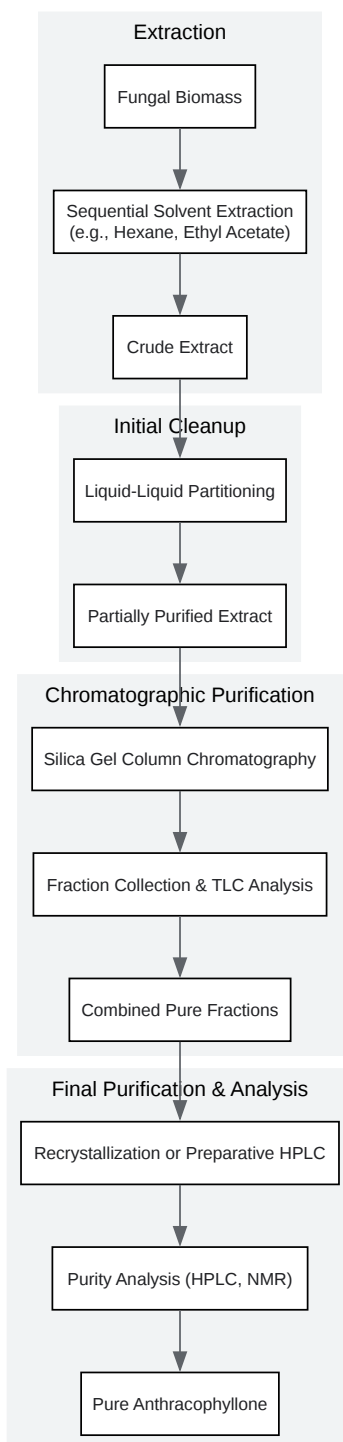 Extraction
Fungal Biomass
Sequential Solvent Extraction
(e.g., Hexane, Ethyl Acetate)
Crude Extract
Initial Cleanup
Liquid-Liquid Partitioning
Partially Purified Extract
Chromatographic Purification
Silica Gel Column Chromatography
Fraction Collection & TLC Analysis
Combined Pure Fractions
Final Purification & Analysis
Recrystallization or Preparative HPLC
Purity Analysis (HPLC, NMR)
Pure Anthracophyllone